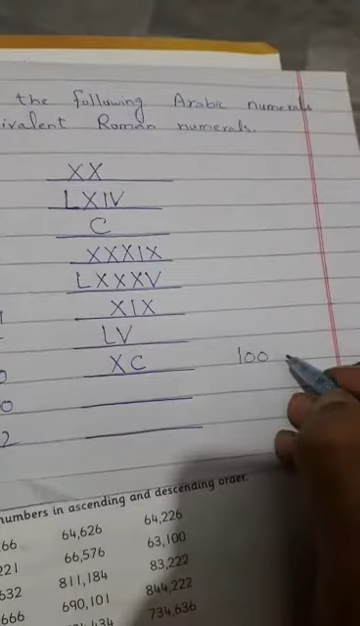 the following Arabic numerals
Roman numerals.
XX
LXIV
C
XXXIX
LXXXV
XIX
LV
XC 100
0
2
numbers in ascending and descending order.
66 64,626 64,226
221 66,576 63,100
632 811,184 83,222
666 690,101 844,222
734,636